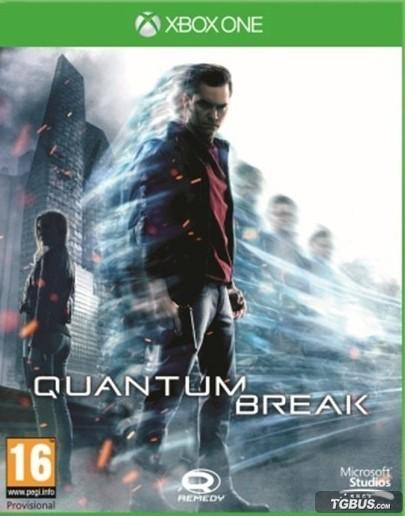 XBOX ONE
QUANTUM
BREAK
16
www.pegi.info
Provisional
REMEDY
Microsoft
Studios
TGBUS.com